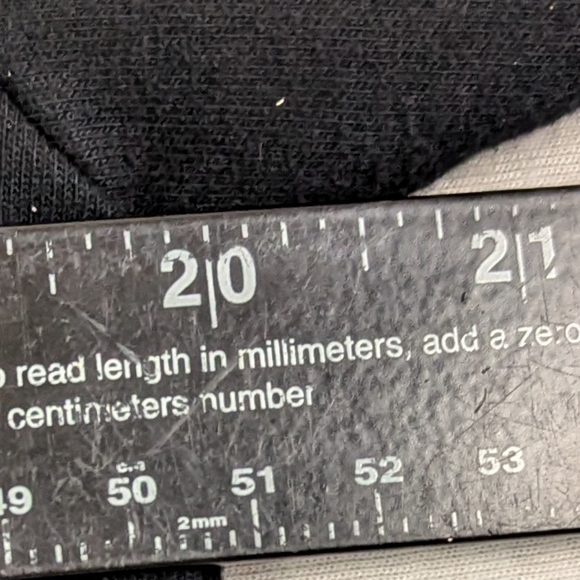 20 21
o read length in millimeters, add a zero
centimeters number
49 50 51 52 53
2mm